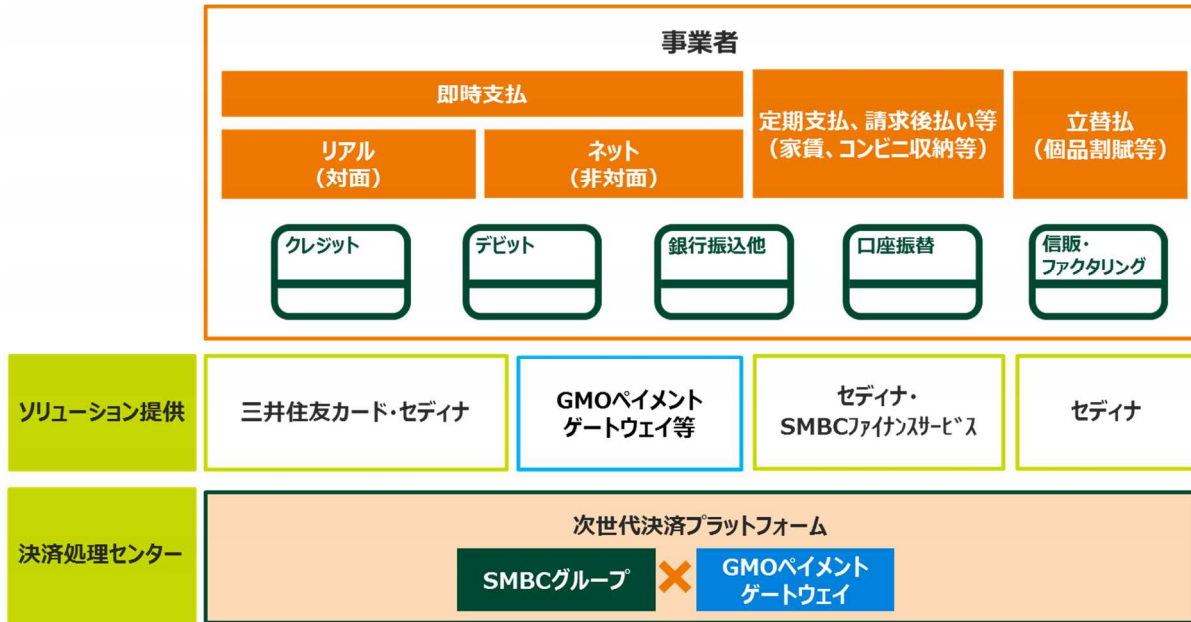 事業者
即時支払
リアル
(対面)
ネット
(非対面)
定期支払、請求後払い等
(家賃、コンビニ収納等)
立替払
(個品割賦等)
クレジット
デビット
銀行振込他
口座振替
信販・
ファクタリング
ソリューション提供
三井住友カード・セディナ
GMOペイメント
ゲートウェイ等
セディナ・
SMBCファイナンスサービス
セディナ
決済処理センター
次世代決済プラットフォーム
SMBCグループ
×
GMOペイメント
ゲートウェイ